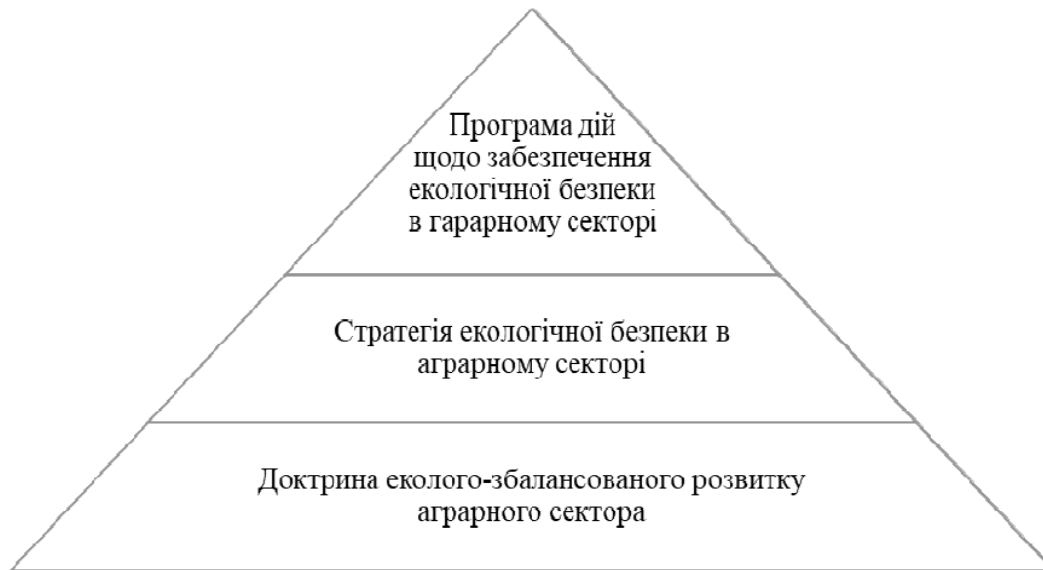 Програма дій
щодо забезпечення
екологічної безпеки
в гарарному секторі
Стратегія екологічної безпеки в
аграрному секторі
Доктрина еколого-збалансованого розвитку
аграрного сектора